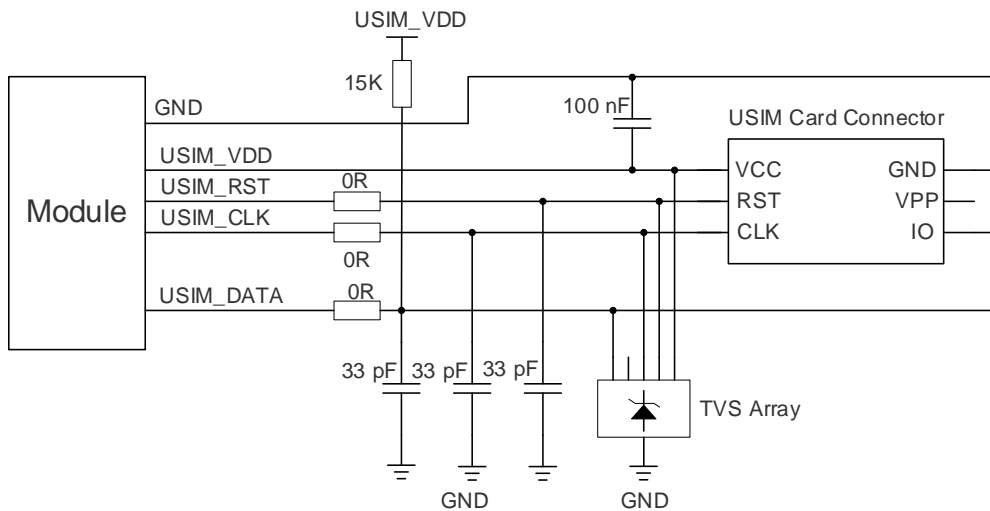 USIM_VDD
15K
GND
100 nF
USIM Card Connector
USIM_VDD
VCC
GND
USIM_RST
0R
RST
VPP
Module
USIM_CLK
CLK
IO
0R
USIM_DATA
0R
33 pF
33 pF
33 pF
TVS Array
GND
GND